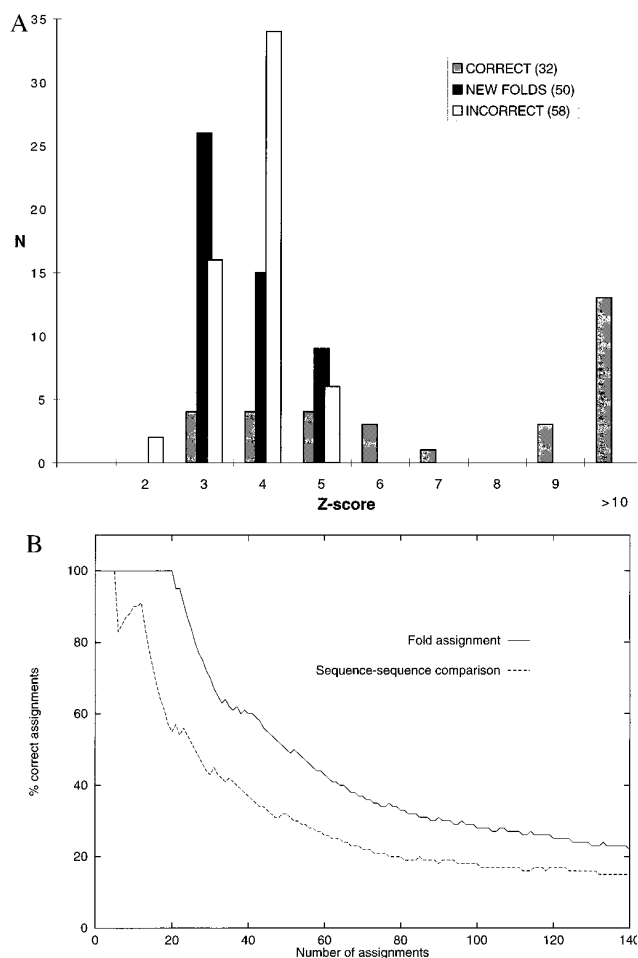 A
35
30
25
20
15
10
5
0
N
CORRECT (32)
NEW FOLDS (50)
INCORRECT (58)
2 3 4 5 6 7 8 9 >10
Z-score
B
100
80
60
40
20
0
% correct assignments
Fold assignment
Sequence-sequence comparison
0 20 40 60 80 100 120 140
Number of assignments